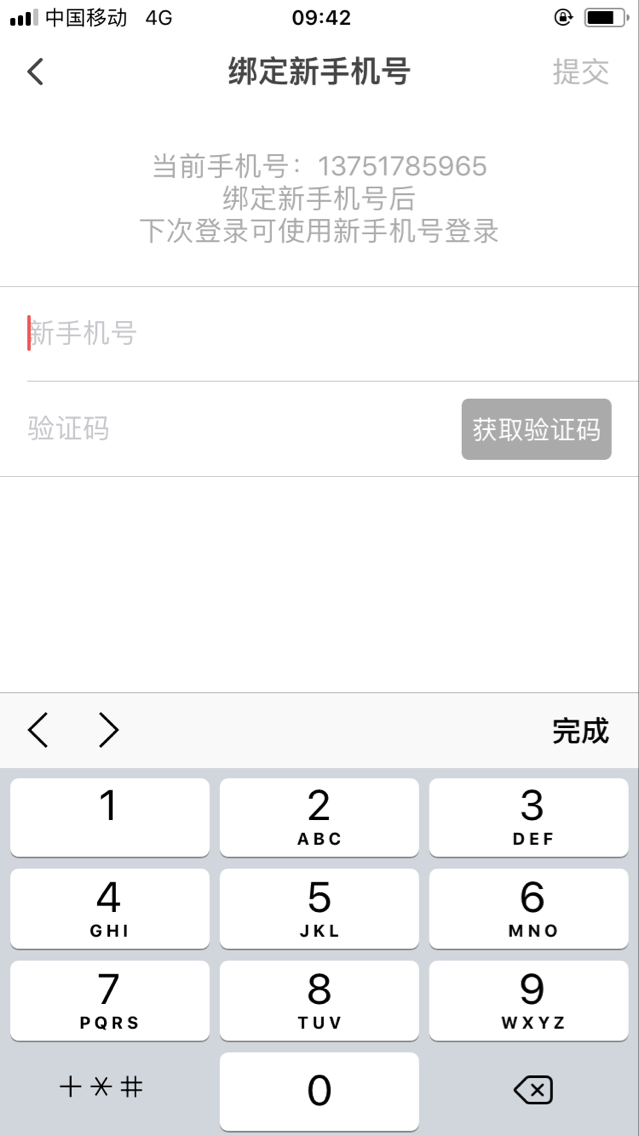 中国移动 4G 09:42
绑定新手机号 提交
当前手机号：13751785965
绑定新手机号后
下次登录可使用新手机号登录
新手机号
验证码 获取验证码
完成
1 2 3
ABC DEF
4 5 6
GHI JKL MNO
7 8 9
PQRS TUV WXYZ
+*# 0